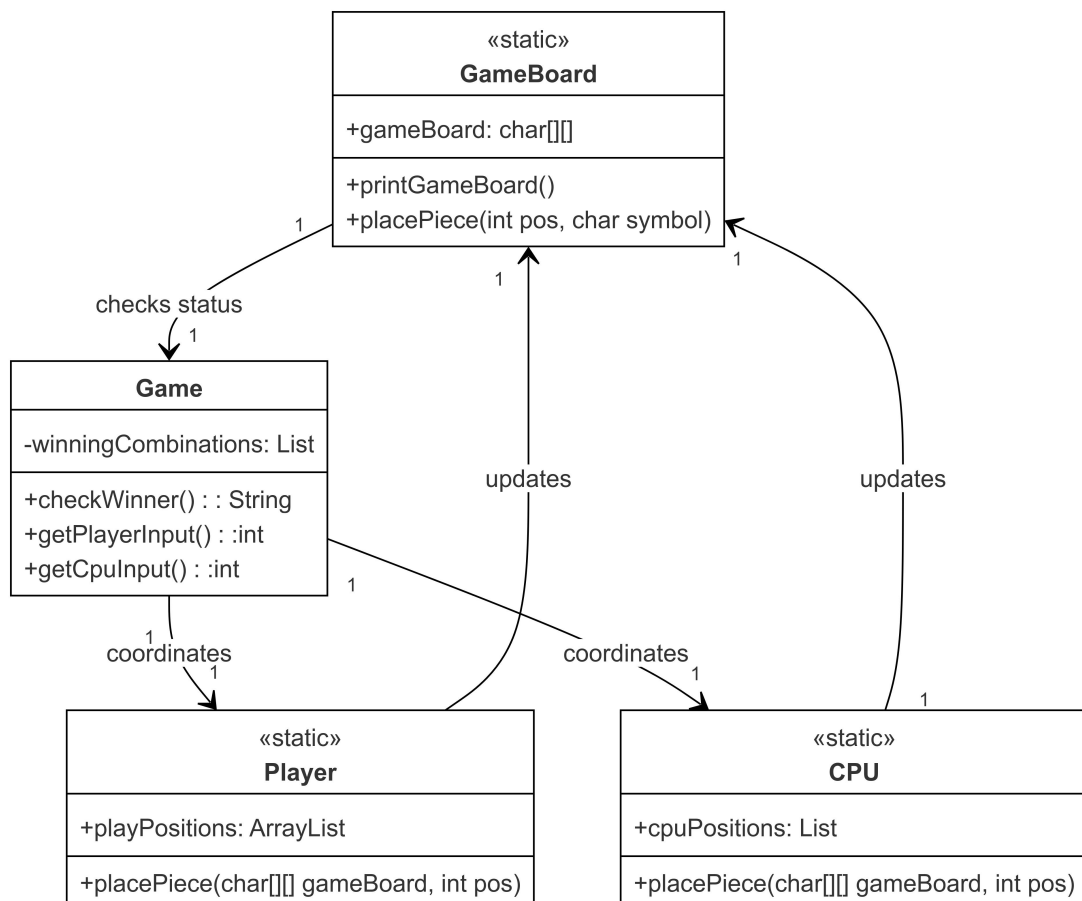 «static»
GameBoard
+gameBoard: char[][]
+printGameBoard()
+placePiece(int pos, char symbol)
1
1
1
checks status
1
Game
-winningCombinations: List
+checkWinner() : : String
+getPlayerInput() : :int
+getCpuInput() : :int
updates
updates
1
1
coordinates
1
coordinates
1
1
«static»
Player
+playPositions: ArrayList
+placePiece(char[][] gameBoard, int pos)
«static»
CPU
+cpuPositions: List
+placePiece(char[][] gameBoard, int pos)